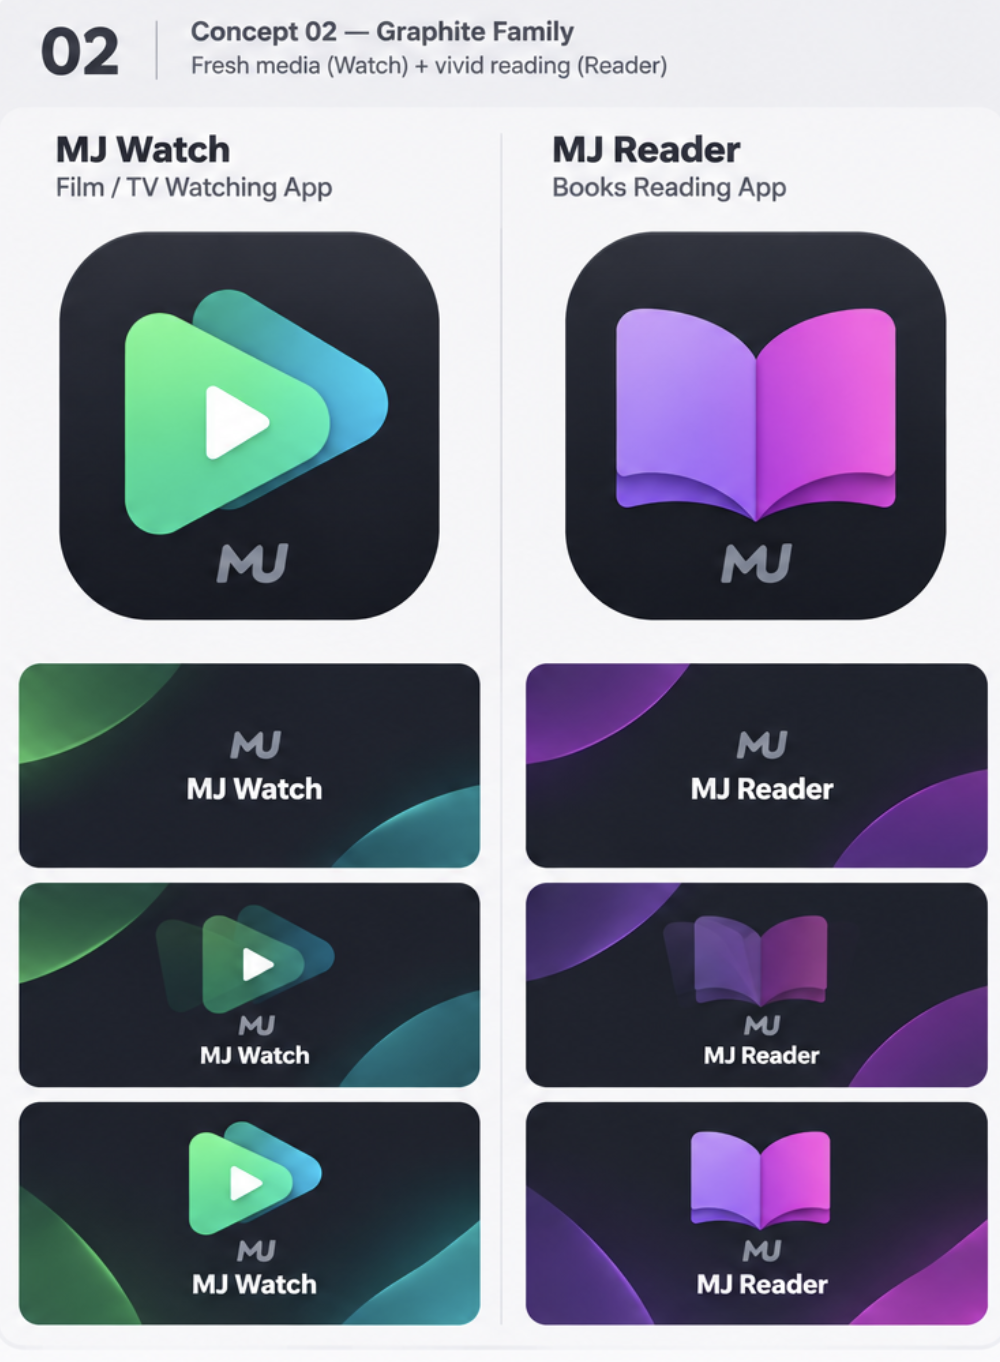 02
Concept 02 — Graphite Family
Fresh media (Watch) + vivid reading (Reader)
MJ Watch
Film / TV Watching App
MJ
MJ
MJ Watch
MJ
MJ Watch
MJ
MJ Watch
MJ Reader
Books Reading App
MJ
MJ
MJ Reader
MJ
MJ Reader
MJ
MJ Reader